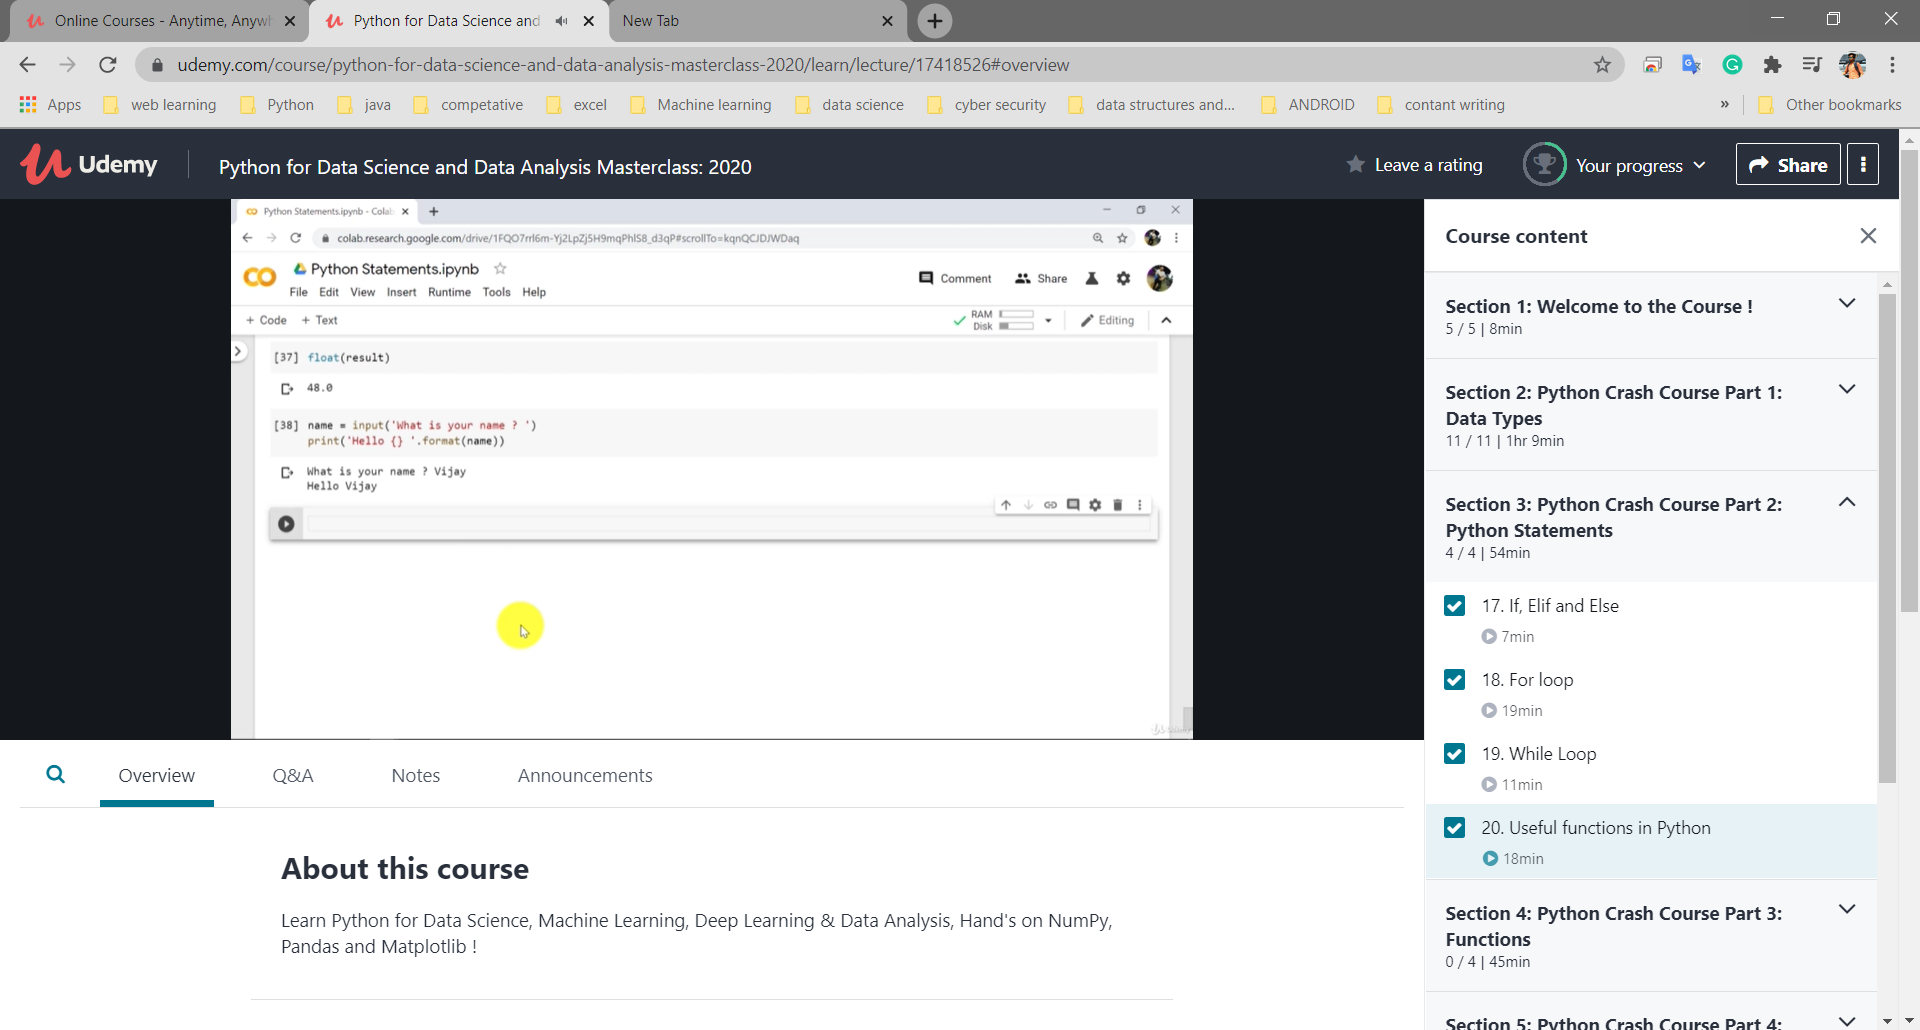 Online Courses - Anytime, Anywh
Python for Data Science and
New Tab
udemy.com/course/python-for-data-science-and-data-analysis-masterclass-2020/learn/lecture/17418526#overview
Apps web learning Python java competative excel Machine learning data science cyber security data structures and... ANDROID contant writing » Other bookmarks
Udemy Python for Data Science and Data Analysis Masterclass: 2020 Leave a rating Your progress Share
Python Statements.ipynb - Colab
colab.research.google.com/drive/1FQO7rrl6m-Yj2LpZj5H9mqPhlS8_d3qP#scrollTo=kqnQCJDJWDaq
Python Statements.ipynb
Comment Share
File Edit View Insert Runtime Tools Help
+ Code + Text
RAM
Disk
Editing
[37] float(result)
48.0
[38] name = input('What is your name ? ')
print('Hello {} '.format(name))
What is your name ? Vijay
Hello Vijay
Overview Q&A Notes Announcements
About this course
Learn Python for Data Science, Machine Learning, Deep Learning & Data Analysis, Hand's on NumPy,
Pandas and Matplotlib !
Course content
Section 1: Welcome to the Course !
5 / 5 | 8min
Section 2: Python Crash Course Part 1:
Data Types
11 / 11 | 1hr 9min
Section 3: Python Crash Course Part 2:
Python Statements
4 / 4 | 54min
17. If, Elif and Else
7min
18. For loop
19min
19. While Loop
11min
20. Useful functions in Python
18min
Section 4: Python Crash Course Part 3:
Functions
0 / 4 | 45min
Section 5: Python Crash Course Part 4: